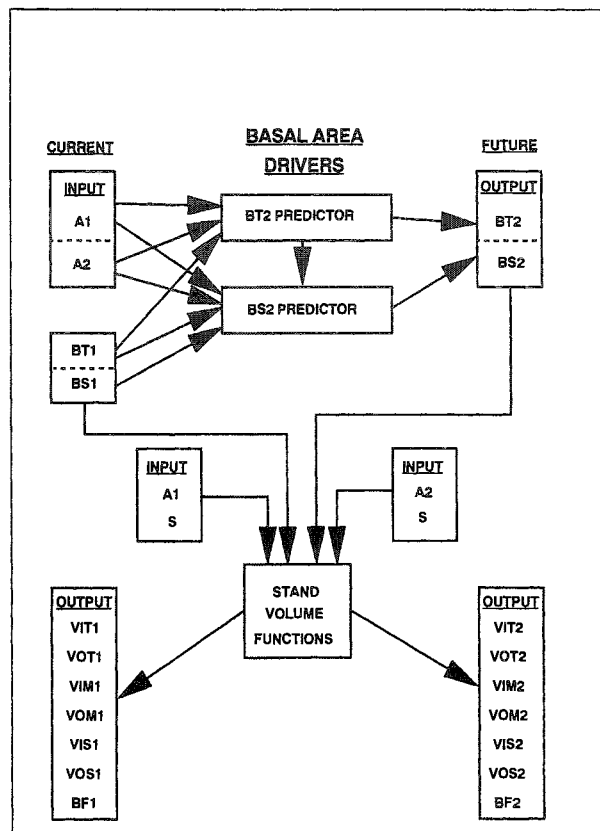 BASAL AREA
DRIVERS
CURRENT
FUTURE
INPUT
A1
A2
BT1
BS1
BT2 PREDICTOR
BS2 PREDICTOR
OUTPUT
BT2
BS2
INPUT
A1
S
INPUT
A2
S
STAND
VOLUME
FUNCTIONS
OUTPUT
VIT1
VOT1
VIM1
VOM1
VIS1
VOS1
BF1
OUTPUT
VIT2
VOT2
VIM2
VOM2
VIS2
VOS2
BF2